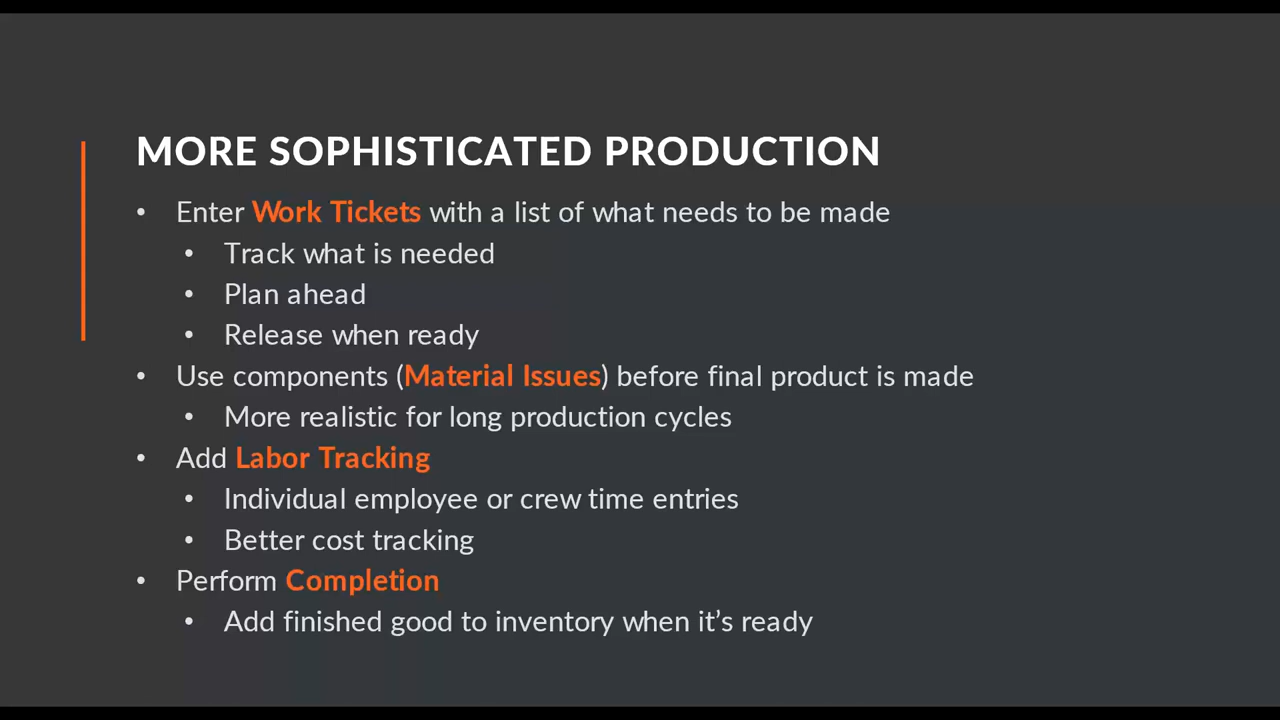 MORE SOPHISTICATED PRODUCTION
• Enter Work Tickets with a list of what needs to be made
• Track what is needed
• Plan ahead
• Release when ready
• Use components (Material Issues) before final product is made
• More realistic for long production cycles
• Add Labor Tracking
• Individual employee or crew time entries
• Better cost tracking
• Perform Completion
• Add finished good to inventory when it’s ready